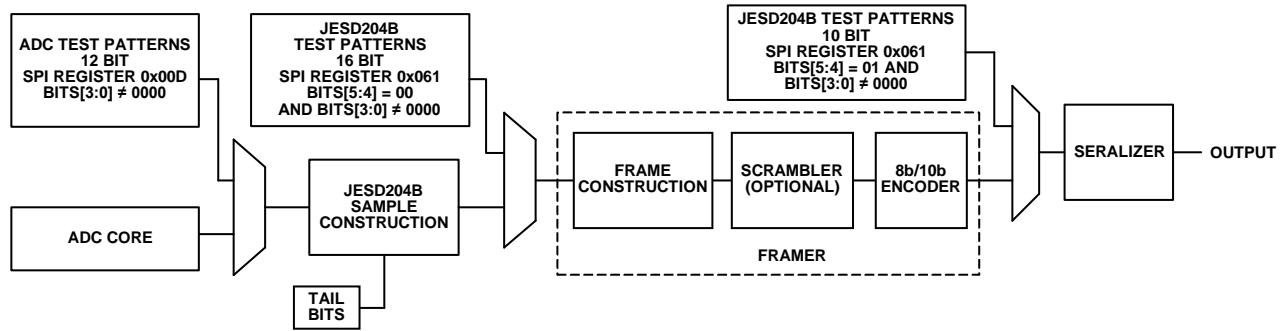 ADC TEST PATTERNS
12 BIT
SPI REGISTER 0x00D
BITS[3:0] ≠ 0000
JESD204B
TEST PATTERNS
16 BIT
SPI REGISTER 0x061
BITS[5:4] = 00
AND BITS[3:0] ≠ 0000
JESD204B TEST PATTERNS
10 BIT
SPI REGISTER 0x061
BITS[5:4] = 01 AND
BITS[3:0] ≠ 0000
ADC CORE
JESD204B
SAMPLE
CONSTRUCTION
TAIL
BITS
FRAME
CONSTRUCTION
SCRAMBLER
(OPTIONAL)
8b/10b
ENCODER
FRAMER
SERALIZER
OUTPUT